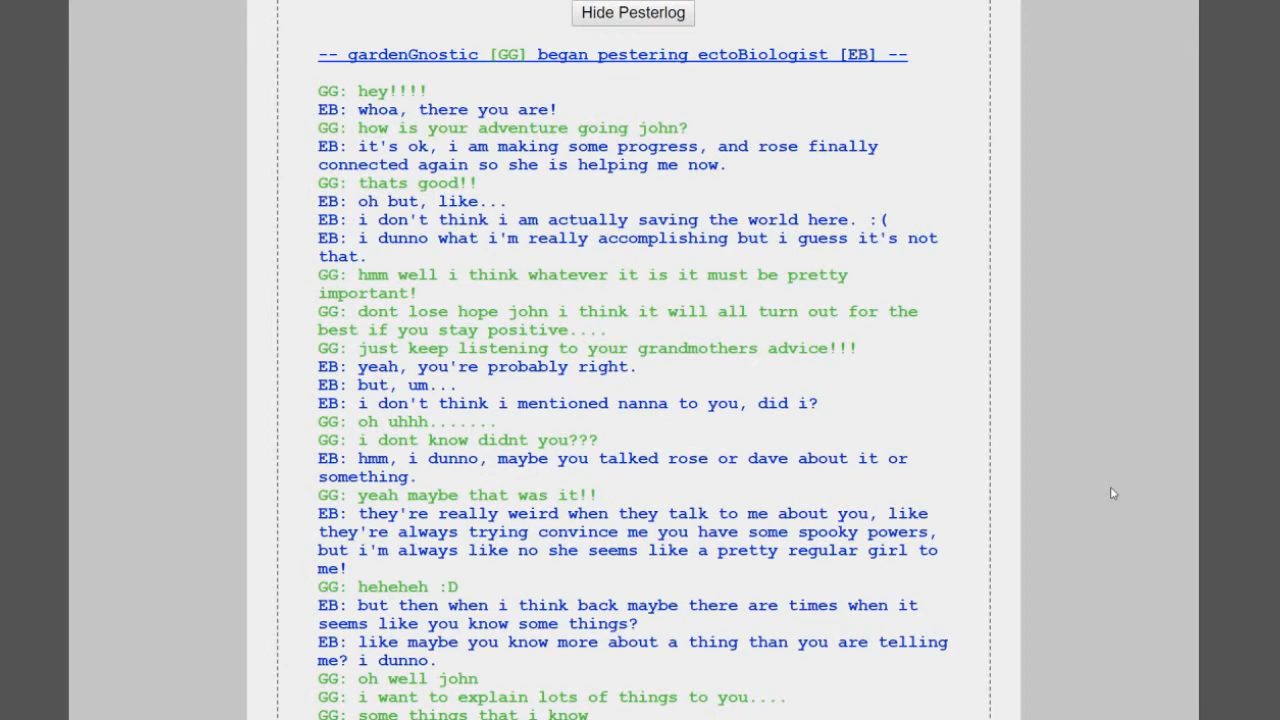 Hide Pesterlog
-- gardenGnostic [GG] began pestering ectoBiologist [EB] --
GG: hey!!!!
EB: whoa, there you are!
GG: how is your adventure going john?
EB: it's ok, i am making some progress, and rose finally
connected again so she is helping me now.
GG: thats good!!
EB: oh but, like...
EB: i don't think i am actually saving the world here. :(
EB: i dunno what i'm really accomplishing but i guess it's not
that.
GG: hmm well i think whatever it is it must be pretty
important!
GG: dont lose hope john i think it will all turn out for the
best if you stay positive....
GG: just keep listening to your grandmothers advice!!!
EB: yeah, you're probably right.
EB: but, um...
EB: i don't think i mentioned nanna to you, did i?
GG: oh uhhh.......
GG: i dont know didnt you???
EB: hmm, i dunno, maybe you talked rose or dave about it or
something.
GG: yeah maybe that was it!!
EB: they're really weird when they talk to me about you, like
they're always trying convince me you have some spooky powers,
but i'm always like no she seems like a pretty regular girl to
me!
GG: heheheh :D
EB: but then when i think back maybe there are times when it
seems like you know some things?
EB: like maybe you know more about a thing than you are telling
me? i dunno.
GG: oh well john
GG: i want to explain lots of things to you....
GG: some things that i know